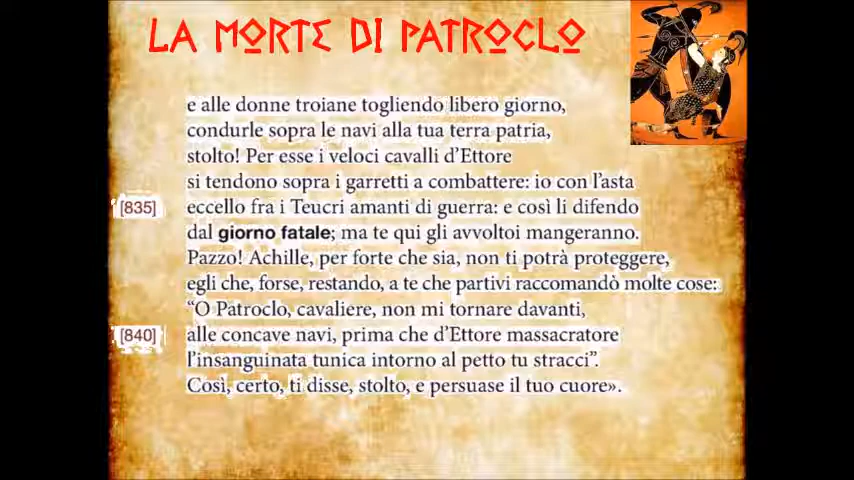 LA MORTE DI PATROCLO
e alle donne troiane togliendo libero giorno,
condurle sopra le navi alla tua terra patria,
stolto! Per esse i veloci cavalli d’Ettore
si tendono sopra i garretti a combattere: io con l’asta
[835] eccello fra i Teucri amanti di guerra: e così li difendo
dal giorno fatale; ma te qui gli avvoltoi mangeranno.
Pazzo! Achille, per forte che sia, non ti potrà proteggere,
egli che, forse, restando, a te che partivi raccomandò molte cose:
“O Patroclo, cavaliere, non mi tornare davanti,
[840] alle concave navi, prima che d’Ettore massacratore
l’insanguinata tunica intorno al petto tu stracci”.
Così, certo, ti disse, stolto, e persuase il tuo cuore».